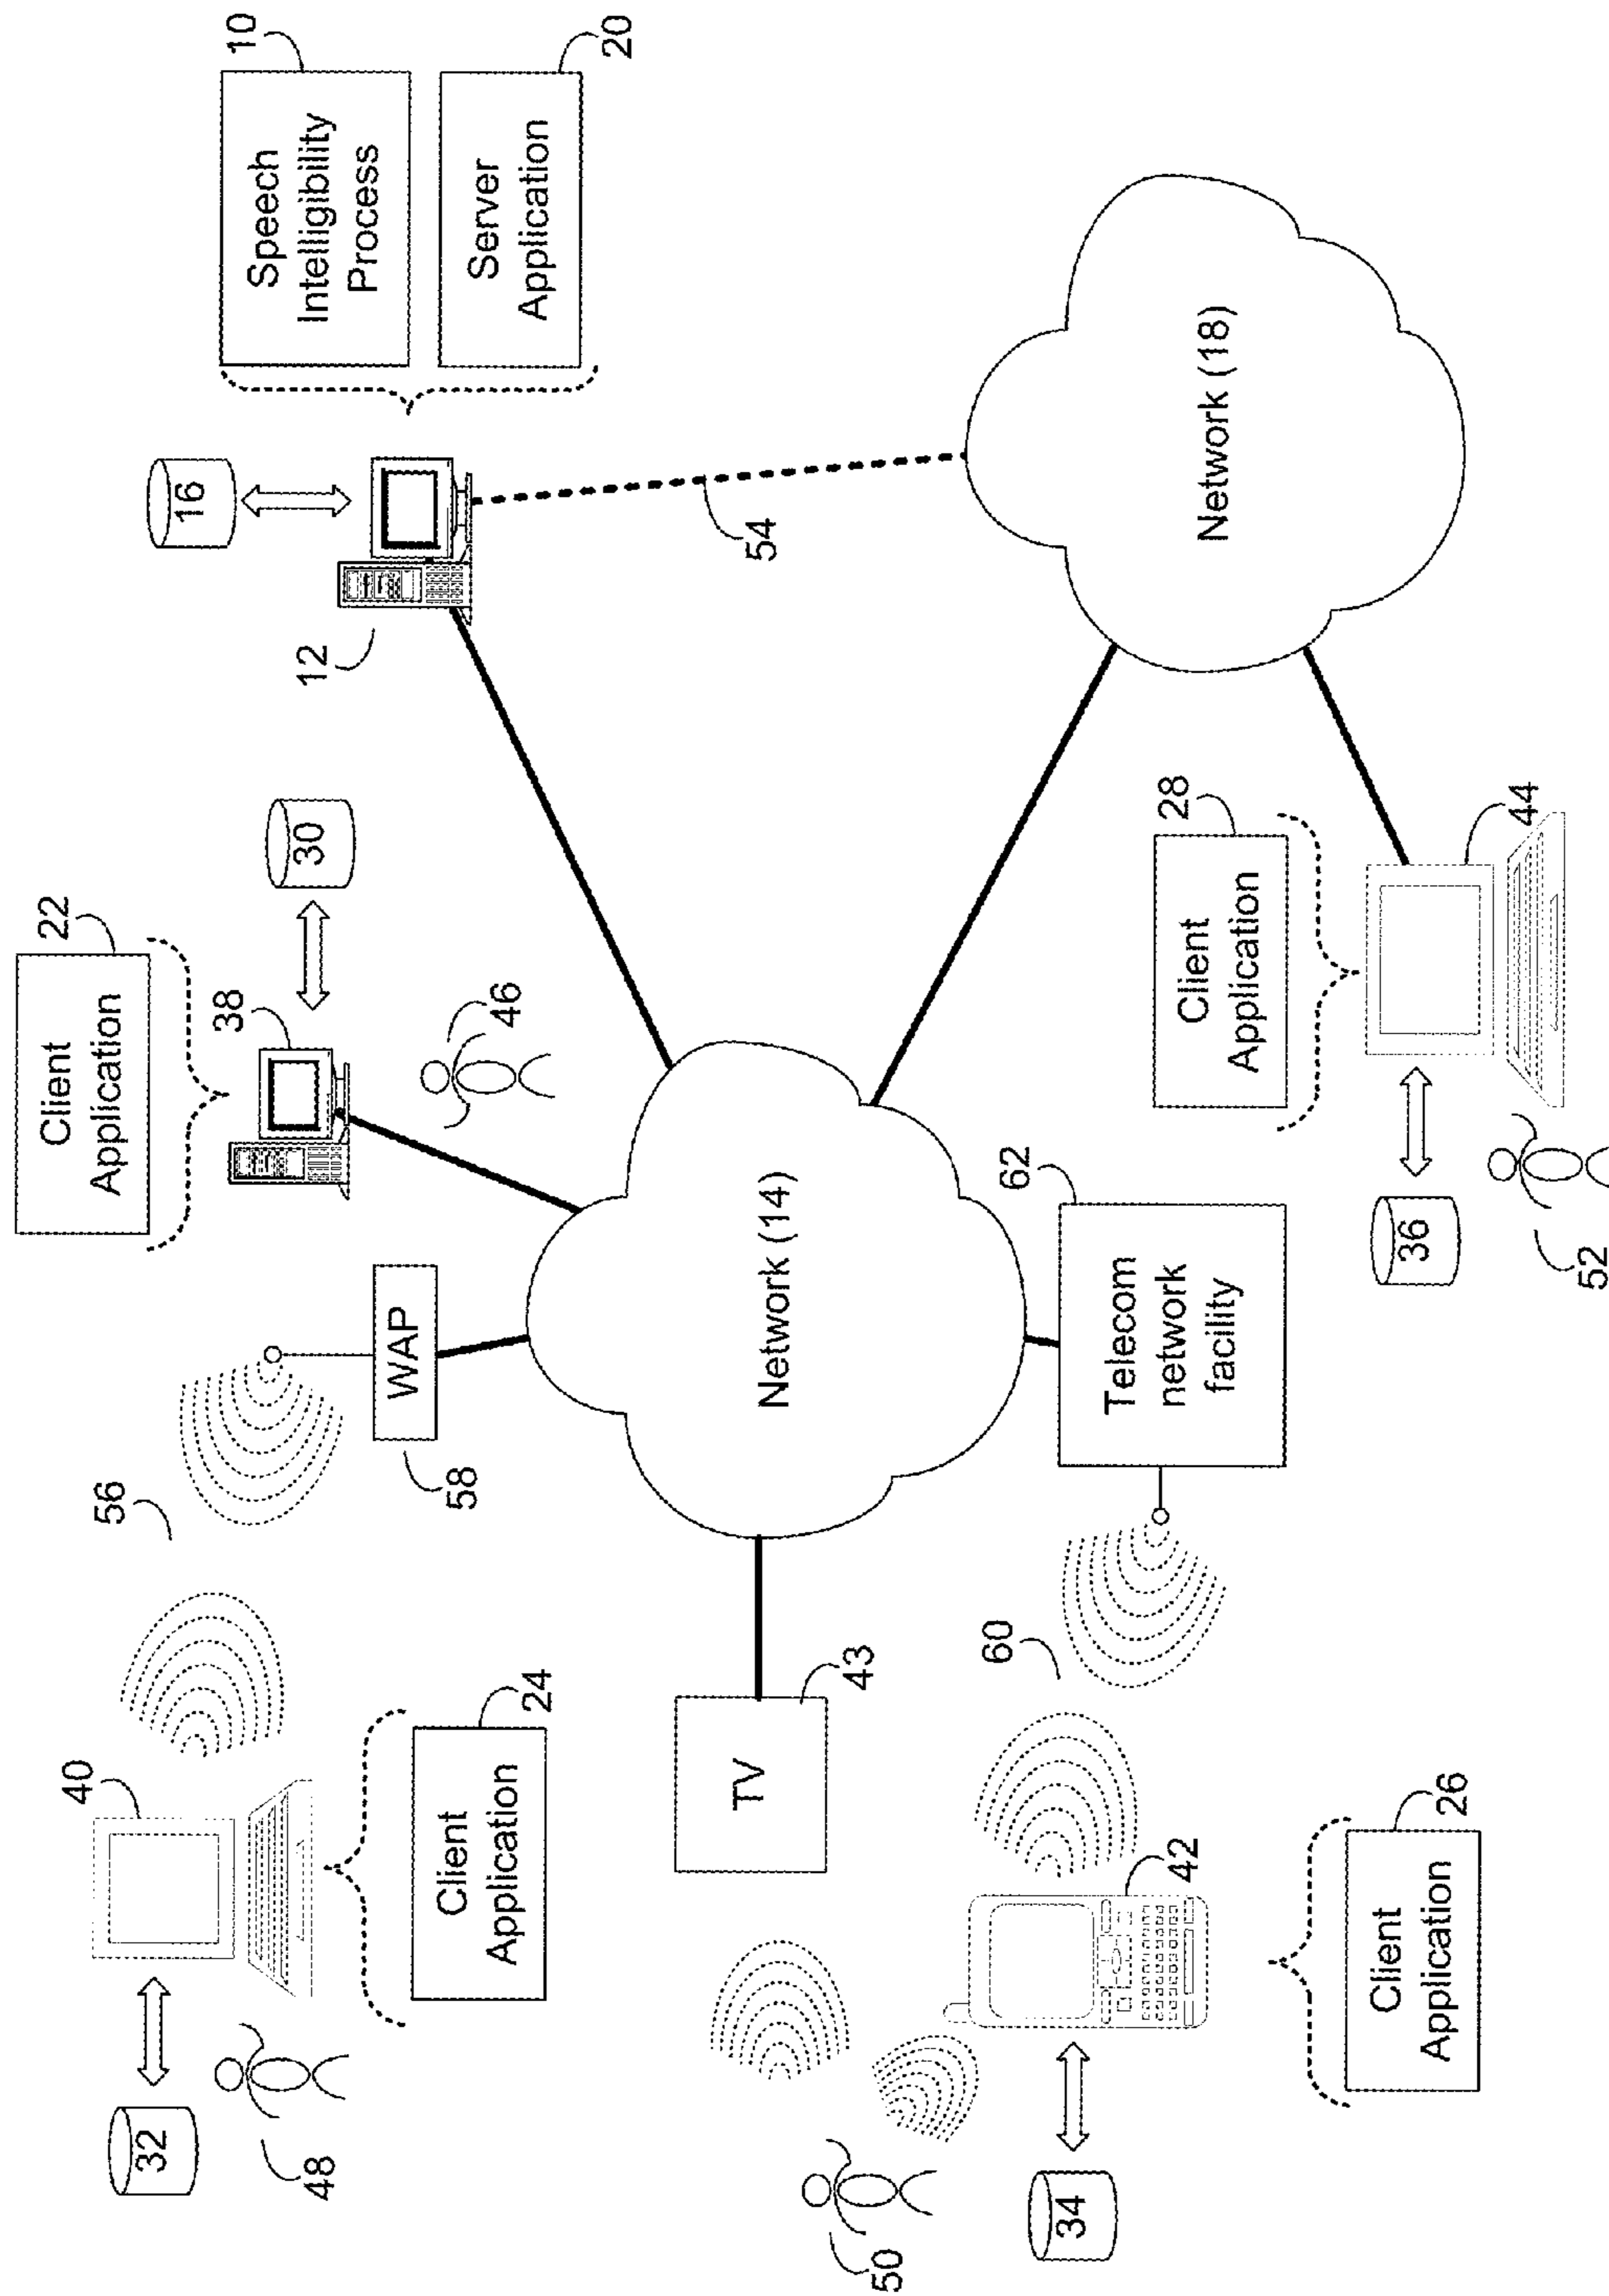 16
12
Speech
Intelligibility
Process
10
Server
Application
20
54
Network (18)
Client
Application
22
38
30
46
56
WAP
58
Network (14)
40
32
48
Client
Application
24
TV
43
60
Telecom
network
facility
62
50
42
34
Client
Application
26
Client
Application
28
44
36
52